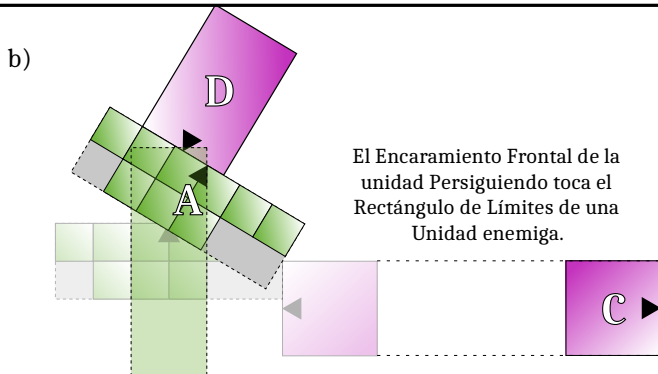 b)
D
A
El Encaramiento Frontal de la
unidad Persiguiendo toca el
Rectángulo de Límites de una
Unidad enemiga.
C